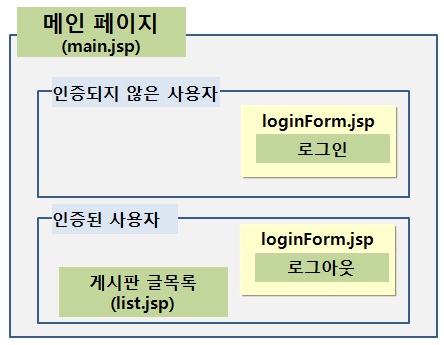 메인 페이지
(main.jsp)
인증되지 않은 사용자
loginForm.jsp
로그인
인증된 사용자
loginForm.jsp
로그아웃
게시판 글목록
(list.jsp)